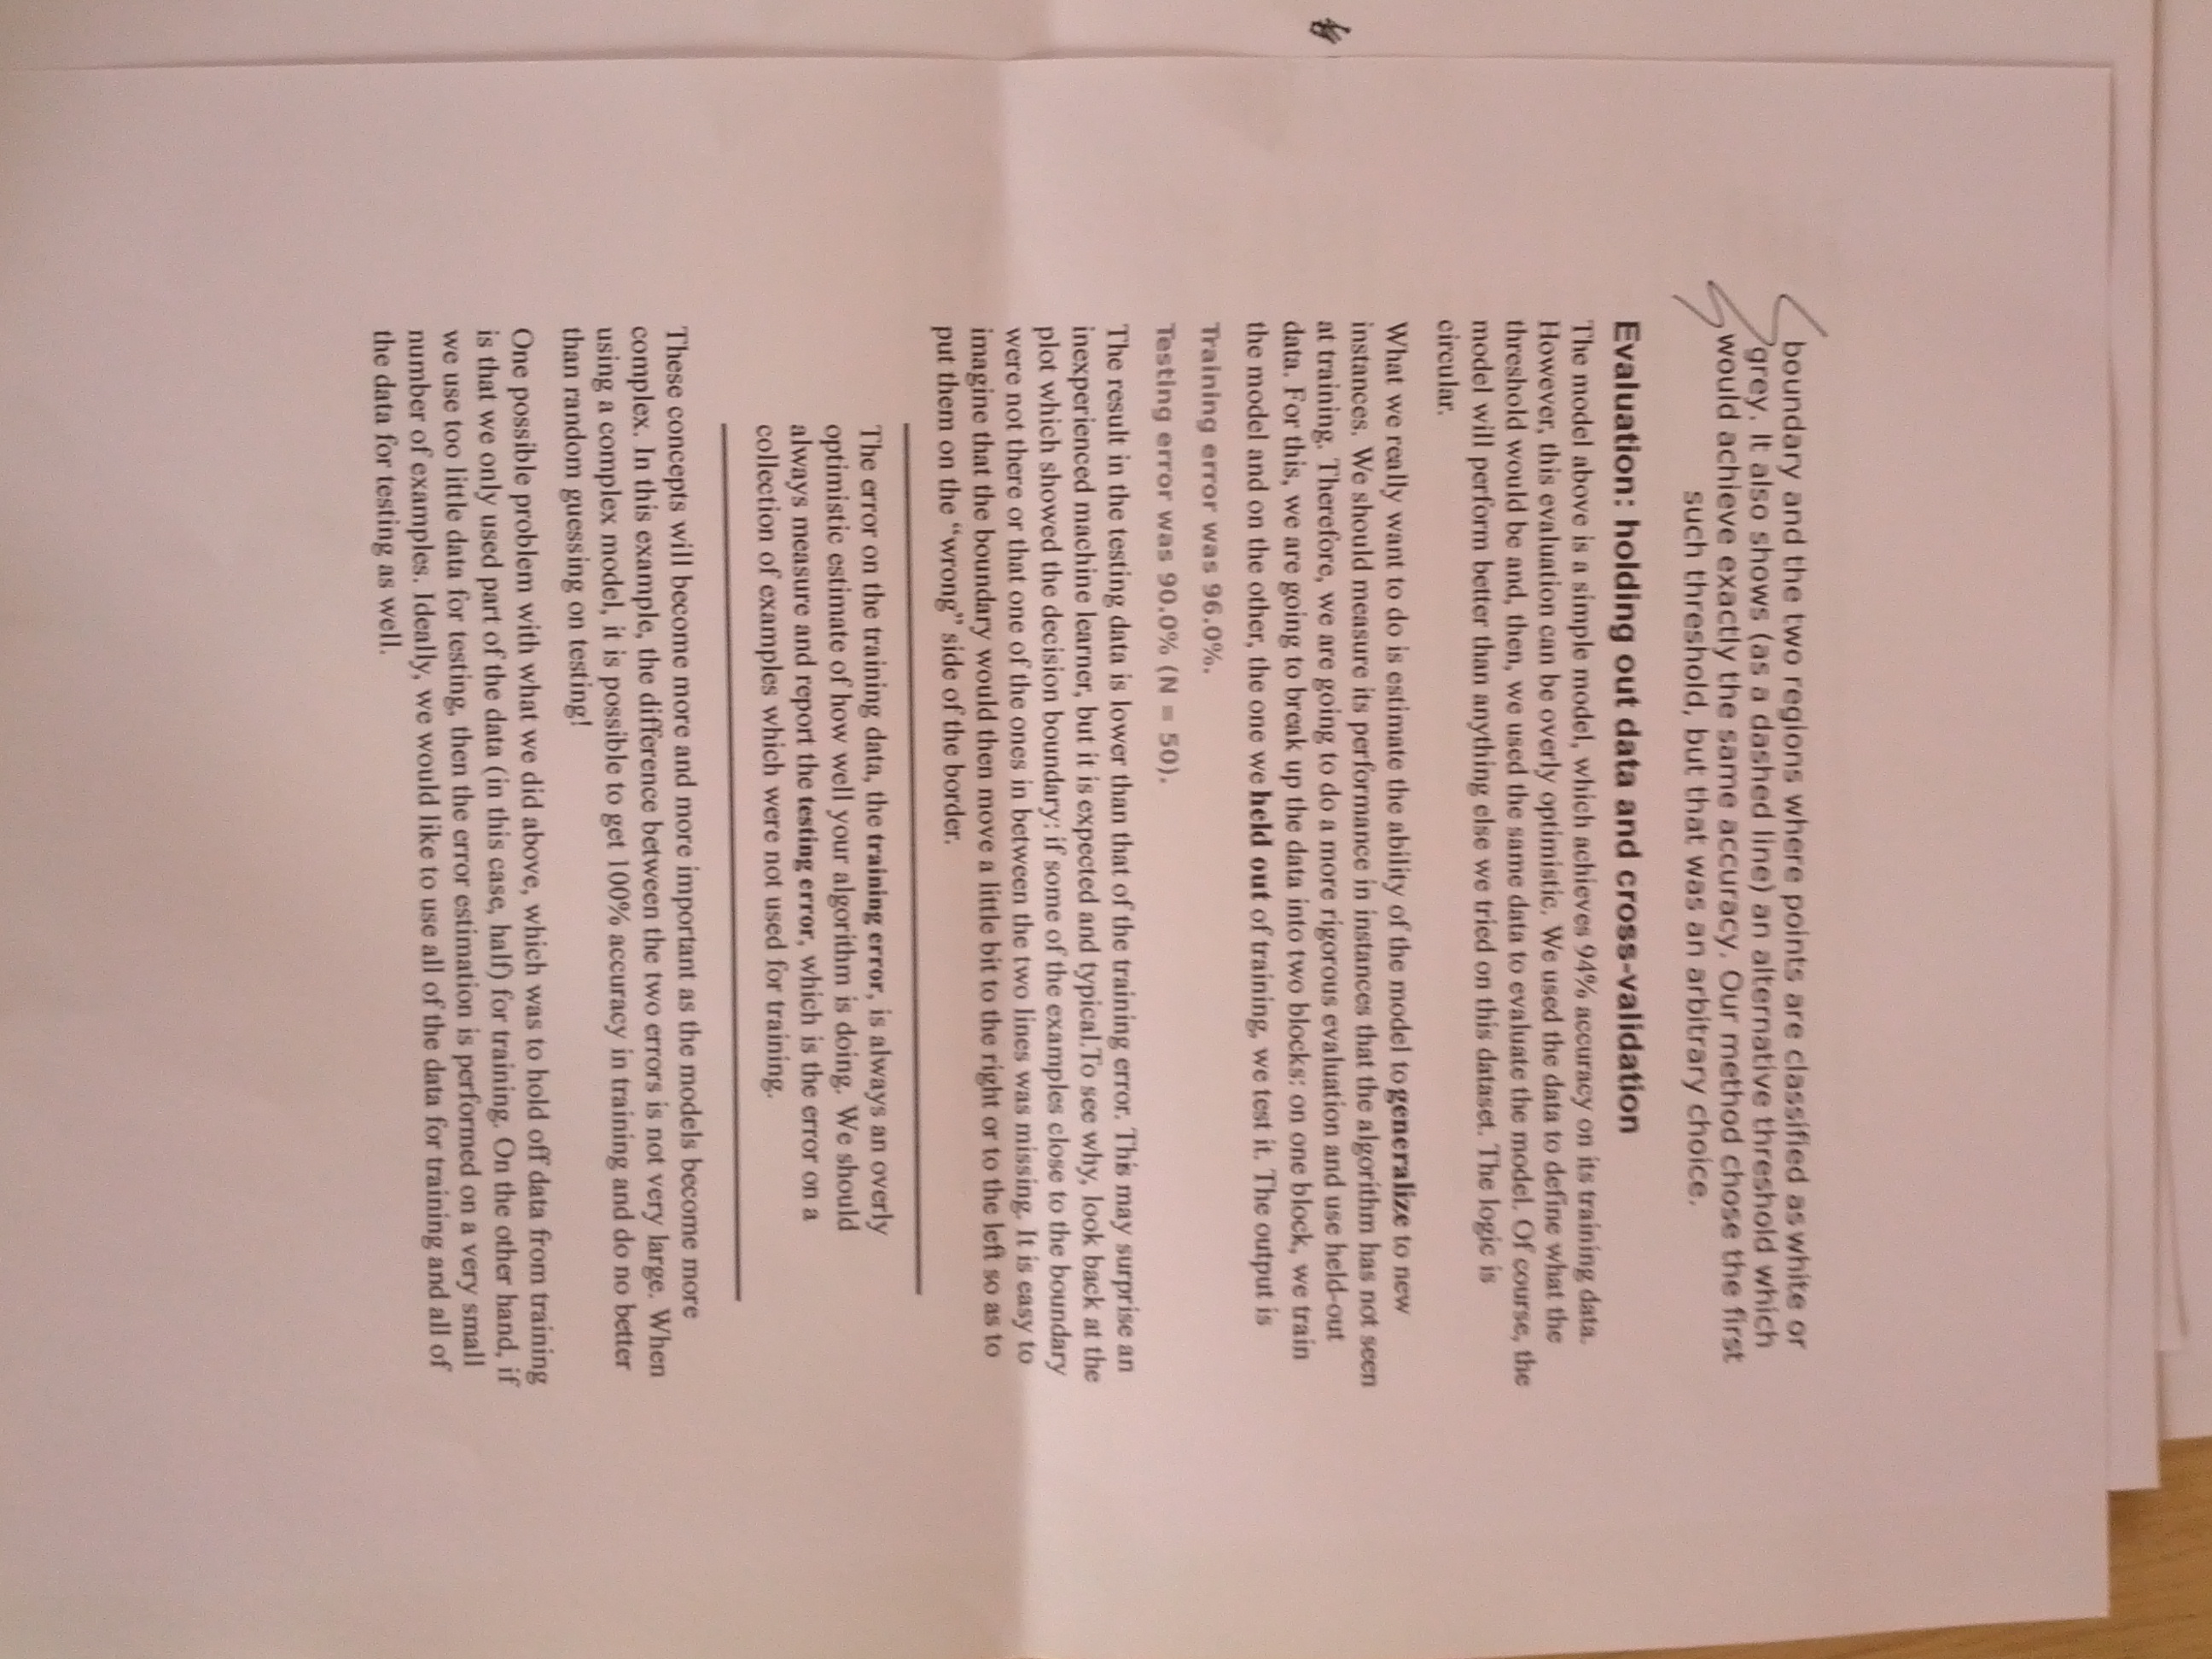 boundary and the two regions where points are classified as white or
grey. It also shows (as a dashed line) an alternative threshold which
would achieve exactly the same accuracy. Our method chose the first
such threshold, but that was an arbitrary choice.
Evaluation: holding out data and cross-validation
The model above is a simple model, which achieves 94% accuracy on its training data.
However, this evaluation can be overly optimistic. We used the data to define what the
threshold would be and, then, we used the same data to evaluate the model. Of course, the
model will perform better than anything else we tried on this dataset. The logic is
circular.
What we really want to do is estimate the ability of the model to generalize to new
instances. We should measure its performance in instances that the algorithm has not seen
at training. Therefore, we are going to do a more rigorous evaluation and use held-out
data. For this, we are going to break up the data into two blocks: on one block, we train
the model and on the other, the one we held out of training, we test it. The output is
Training error was 96.0%.
Testing error was 90.0% (N = 50).
The result in the testing data is lower than that of the training error. This may surprise an
inexperienced machine learner, but it is expected and typical.To see why, look back at the
plot which showed the decision boundary: if some of the examples close to the boundary
were not there or that one of the ones in between the two lines was missing. It is easy to
imagine that the boundary would then move a little bit to the right or to the left so as to
put them on the "wrong" side of the border.
The error on the training data, the training error, is always an overly
optimistic estimate of how well your algorithm is doing. We should
always measure and report the testing error, which is the error on a
collection of examples which were not used for training.
These concepts will become more and more important as the models become more
complex. In this example, the difference between the two errors is not very large. When
using a complex model, it is possible to get 100% accuracy in training and do no better
than random guessing on testing!
One possible problem with what we did above, which was to hold off data from training
is that we only used part of the data (in this case, half) for training. On the other hand, if
we use too little data for testing, then the error estimation is performed on a very small
number of examples. Ideally, we would like to use all of the data for training and all of
the data for testing as well.